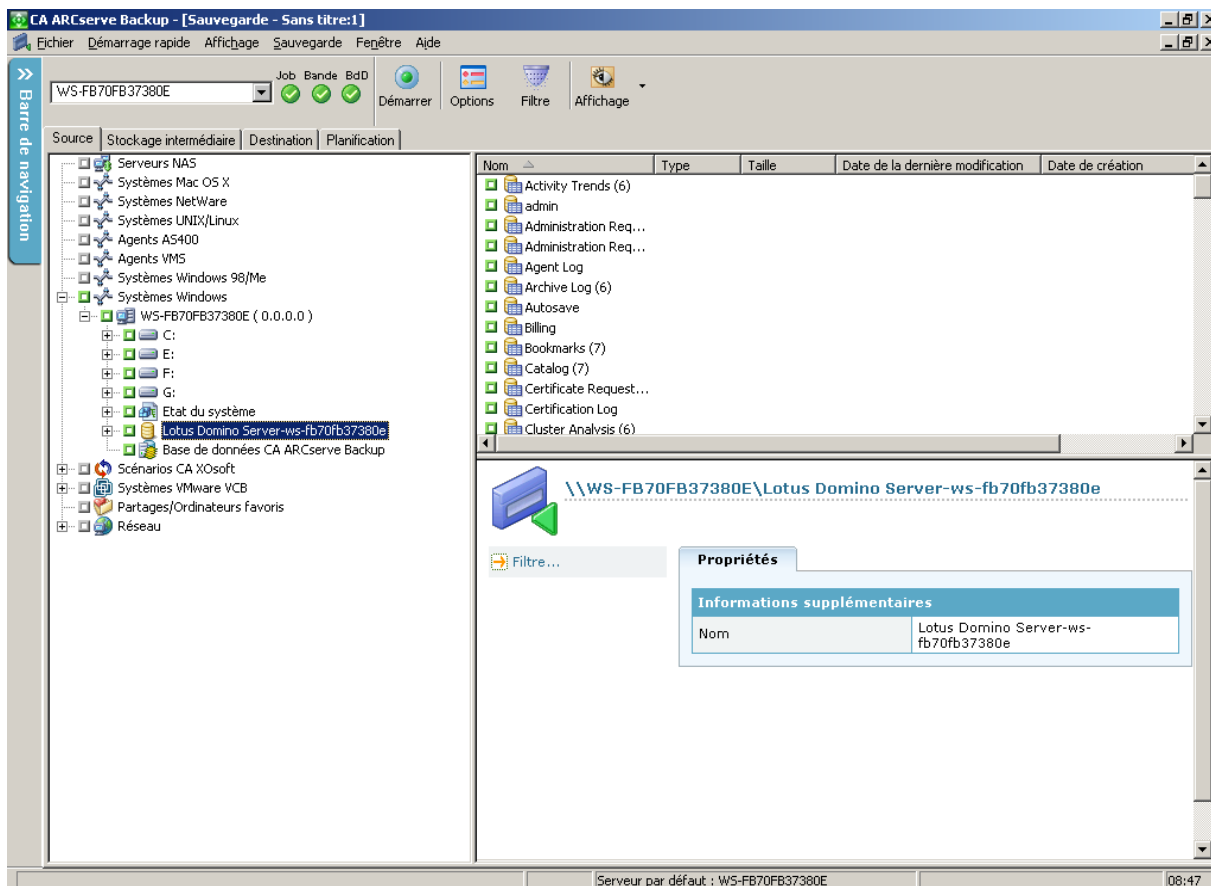 CA ARCserve Backup - [Sauvegarde - Sans titre:1]
Fichier Démarrage rapide Affichage Sauvegarde Fenêtre Aide
Barre de navigation
WS-FB70FB37380E
Job Bande BdD
Démarrer Options Filtre Affichage
Source Stockage intermédiaire Destination Planification
Serveurs NAS
Systèmes Mac OS X
Systèmes NetWare
Systèmes UNIX/Linux
Agents AS400
Agents VMS
Systèmes Windows 98/Me
Systèmes Windows
WS-FB70FB37380E ( 0.0.0.0 )
C:
E:
F:
G:
Etat du système
Lotus Domino Server-ws-fb70fb37380e
Base de données CA ARCserve Backup
Scénarios CA XOsoft
Systèmes VMware VCB
Partages/Ordinateurs favoris
Réseau
Nom Type Taille Date de la dernière modification Date de création
Activity Trends (6)
admin
Administration Req...
Administration Req...
Agent Log
Archive Log (6)
Autosave
Billing
Bookmarks (7)
Catalog (7)
Certificate Request...
Certification Log
Cluster Analysis (6)
\\WS-FB70FB37380E\Lotus Domino Server-ws-fb70fb37380e
Filtre...
Propriétés
Informations supplémentaires
Nom Lotus Domino Server-ws-
fb70fb37380e
Serveur par défaut : WS-FB70FB37380E 08:47